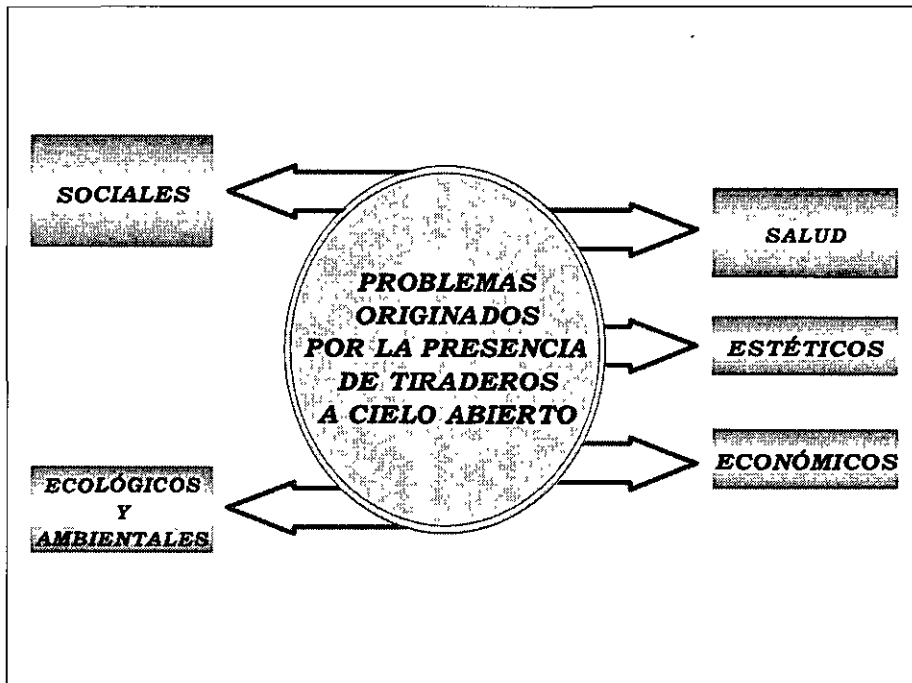 SOCIALES
ECOLÓGICOS
Y
AMBIENTALES
PROBLEMAS
ORIGINADOS
POR LA PRESENCIA
DE TIRADEROS
A CIELO ABIERTO
SALUD
ESTÉTICOS
ECONÓMICOS